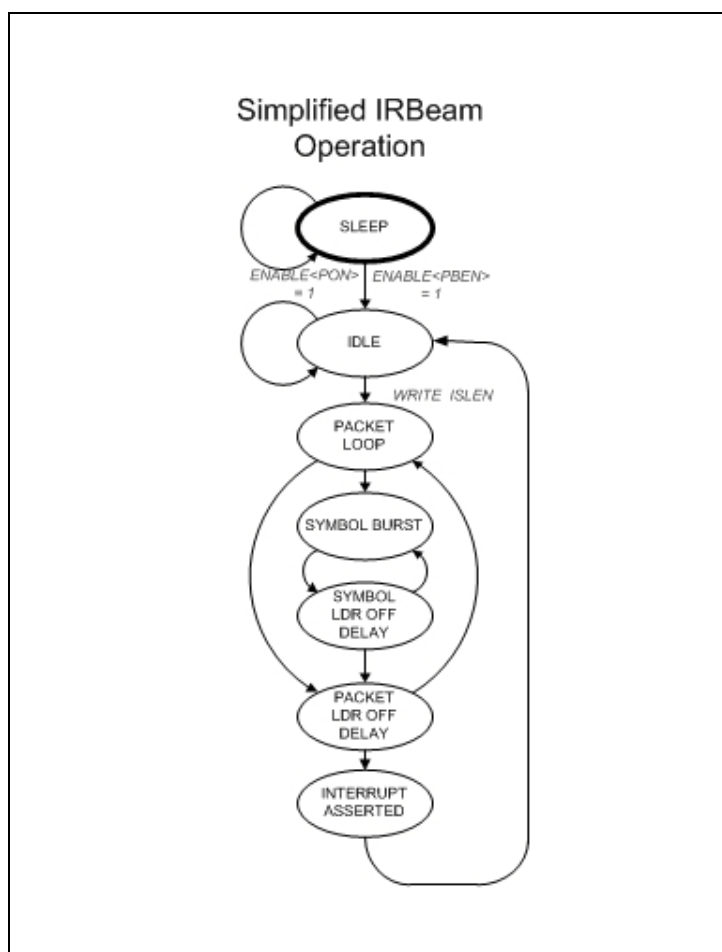 Simplified IRBeam
Operation
SLEEP
ENABLE<PON>
= 1
ENABLE<PBEN>
= 1
IDLE
WRITE ISLEN
PACKET
LOOP
SYMBOL BURST
SYMBOL
LDR OFF
DELAY
PACKET
LDR OFF
DELAY
INTERRUPT
ASSERTED